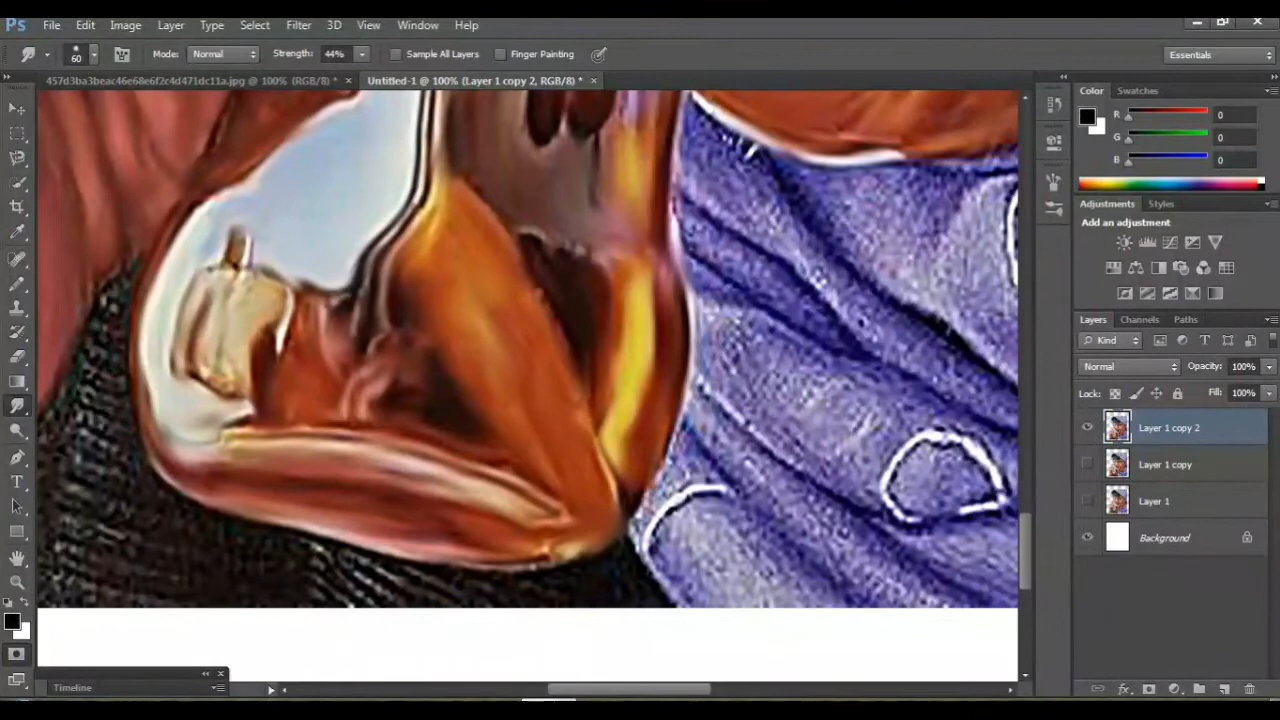 Ps File Edit Image Layer Type Select Filter 3D View Window Help
60 Mode: Normal Strength: 44% Sample All Layers Finger Painting Essentials
457d3ba3beac46e68e6f2c4d471dc11a.jpg @ 100% (RGB/8) * × Untitled-1 @ 100% (Layer 1 copy 2, RGB/8) * ×
Color Swatches
R 0
G 0
B 0
Adjustments Styles
Add an adjustment
Layers Channels Paths
Kind
Normal Opacity: 100%
Lock: Fill: 100%
Layer 1 copy 2
Layer 1 copy
Layer 1
Background
Timeline